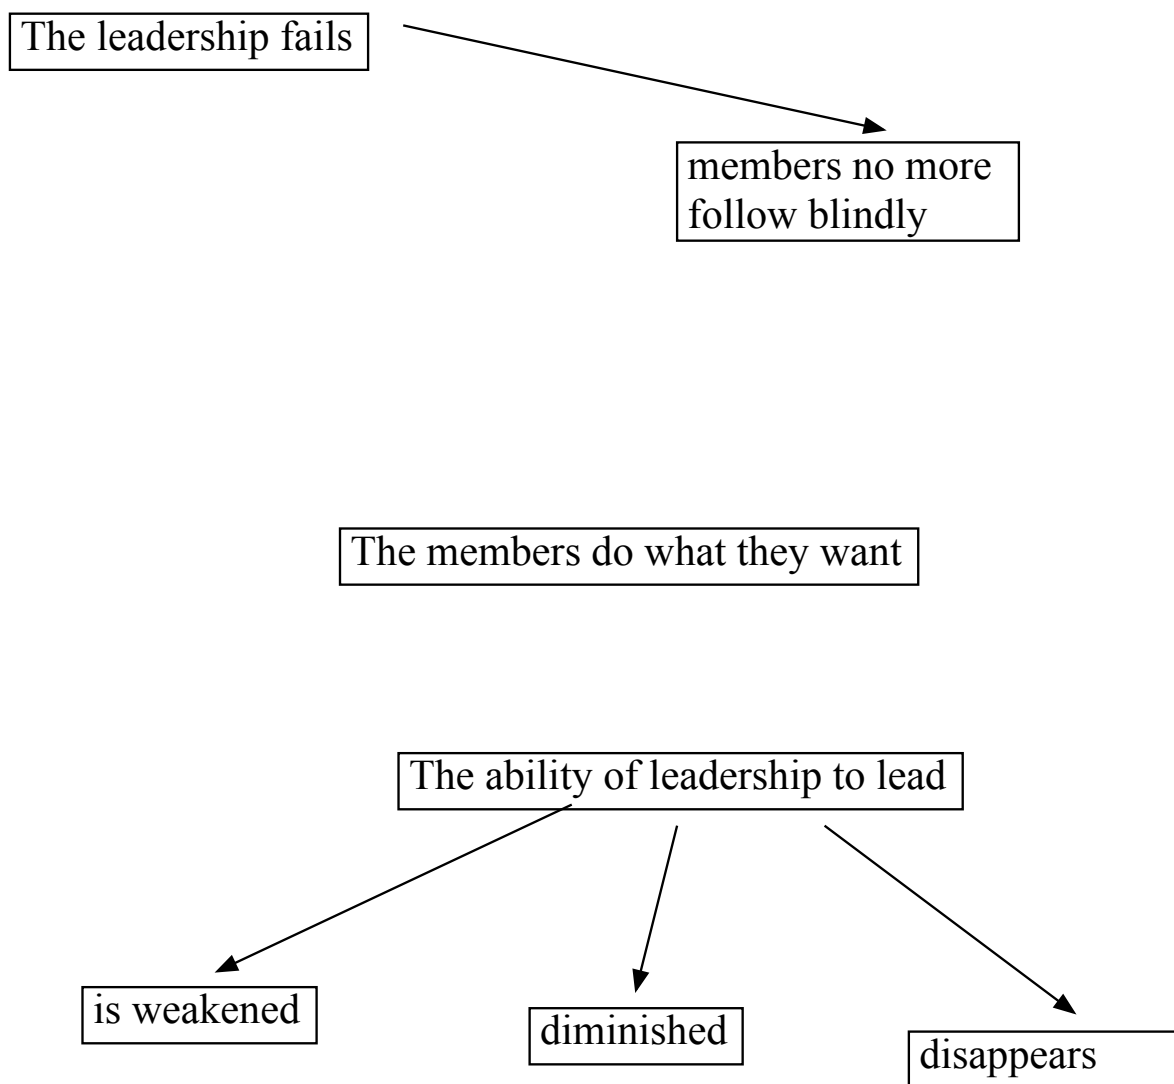 The leadership fails
members no more
follow blindly
The members do what they want
The ability of leadership to lead
is weakened
diminished
disappears